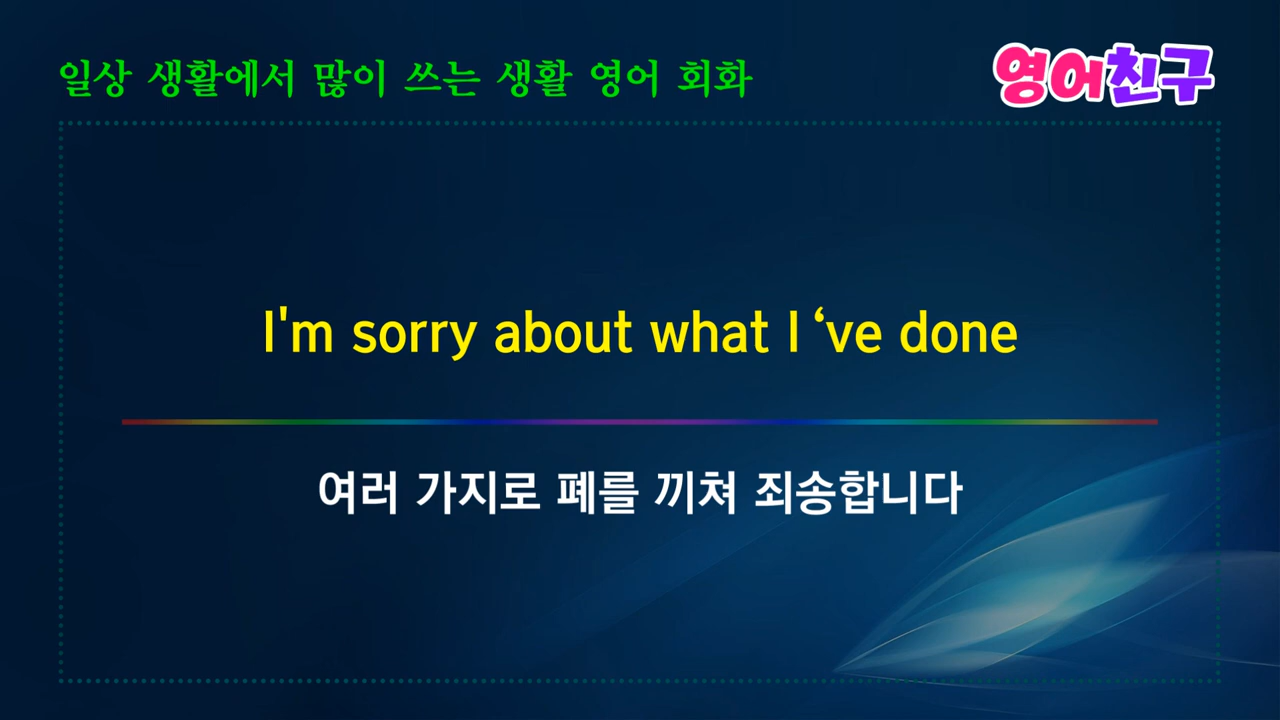 일상 생활에서 많이 쓰는 생활 영어 회화
영어친구
I'm sorry about what I ‘ve done
여러 가지로 폐를 끼쳐 죄송합니다